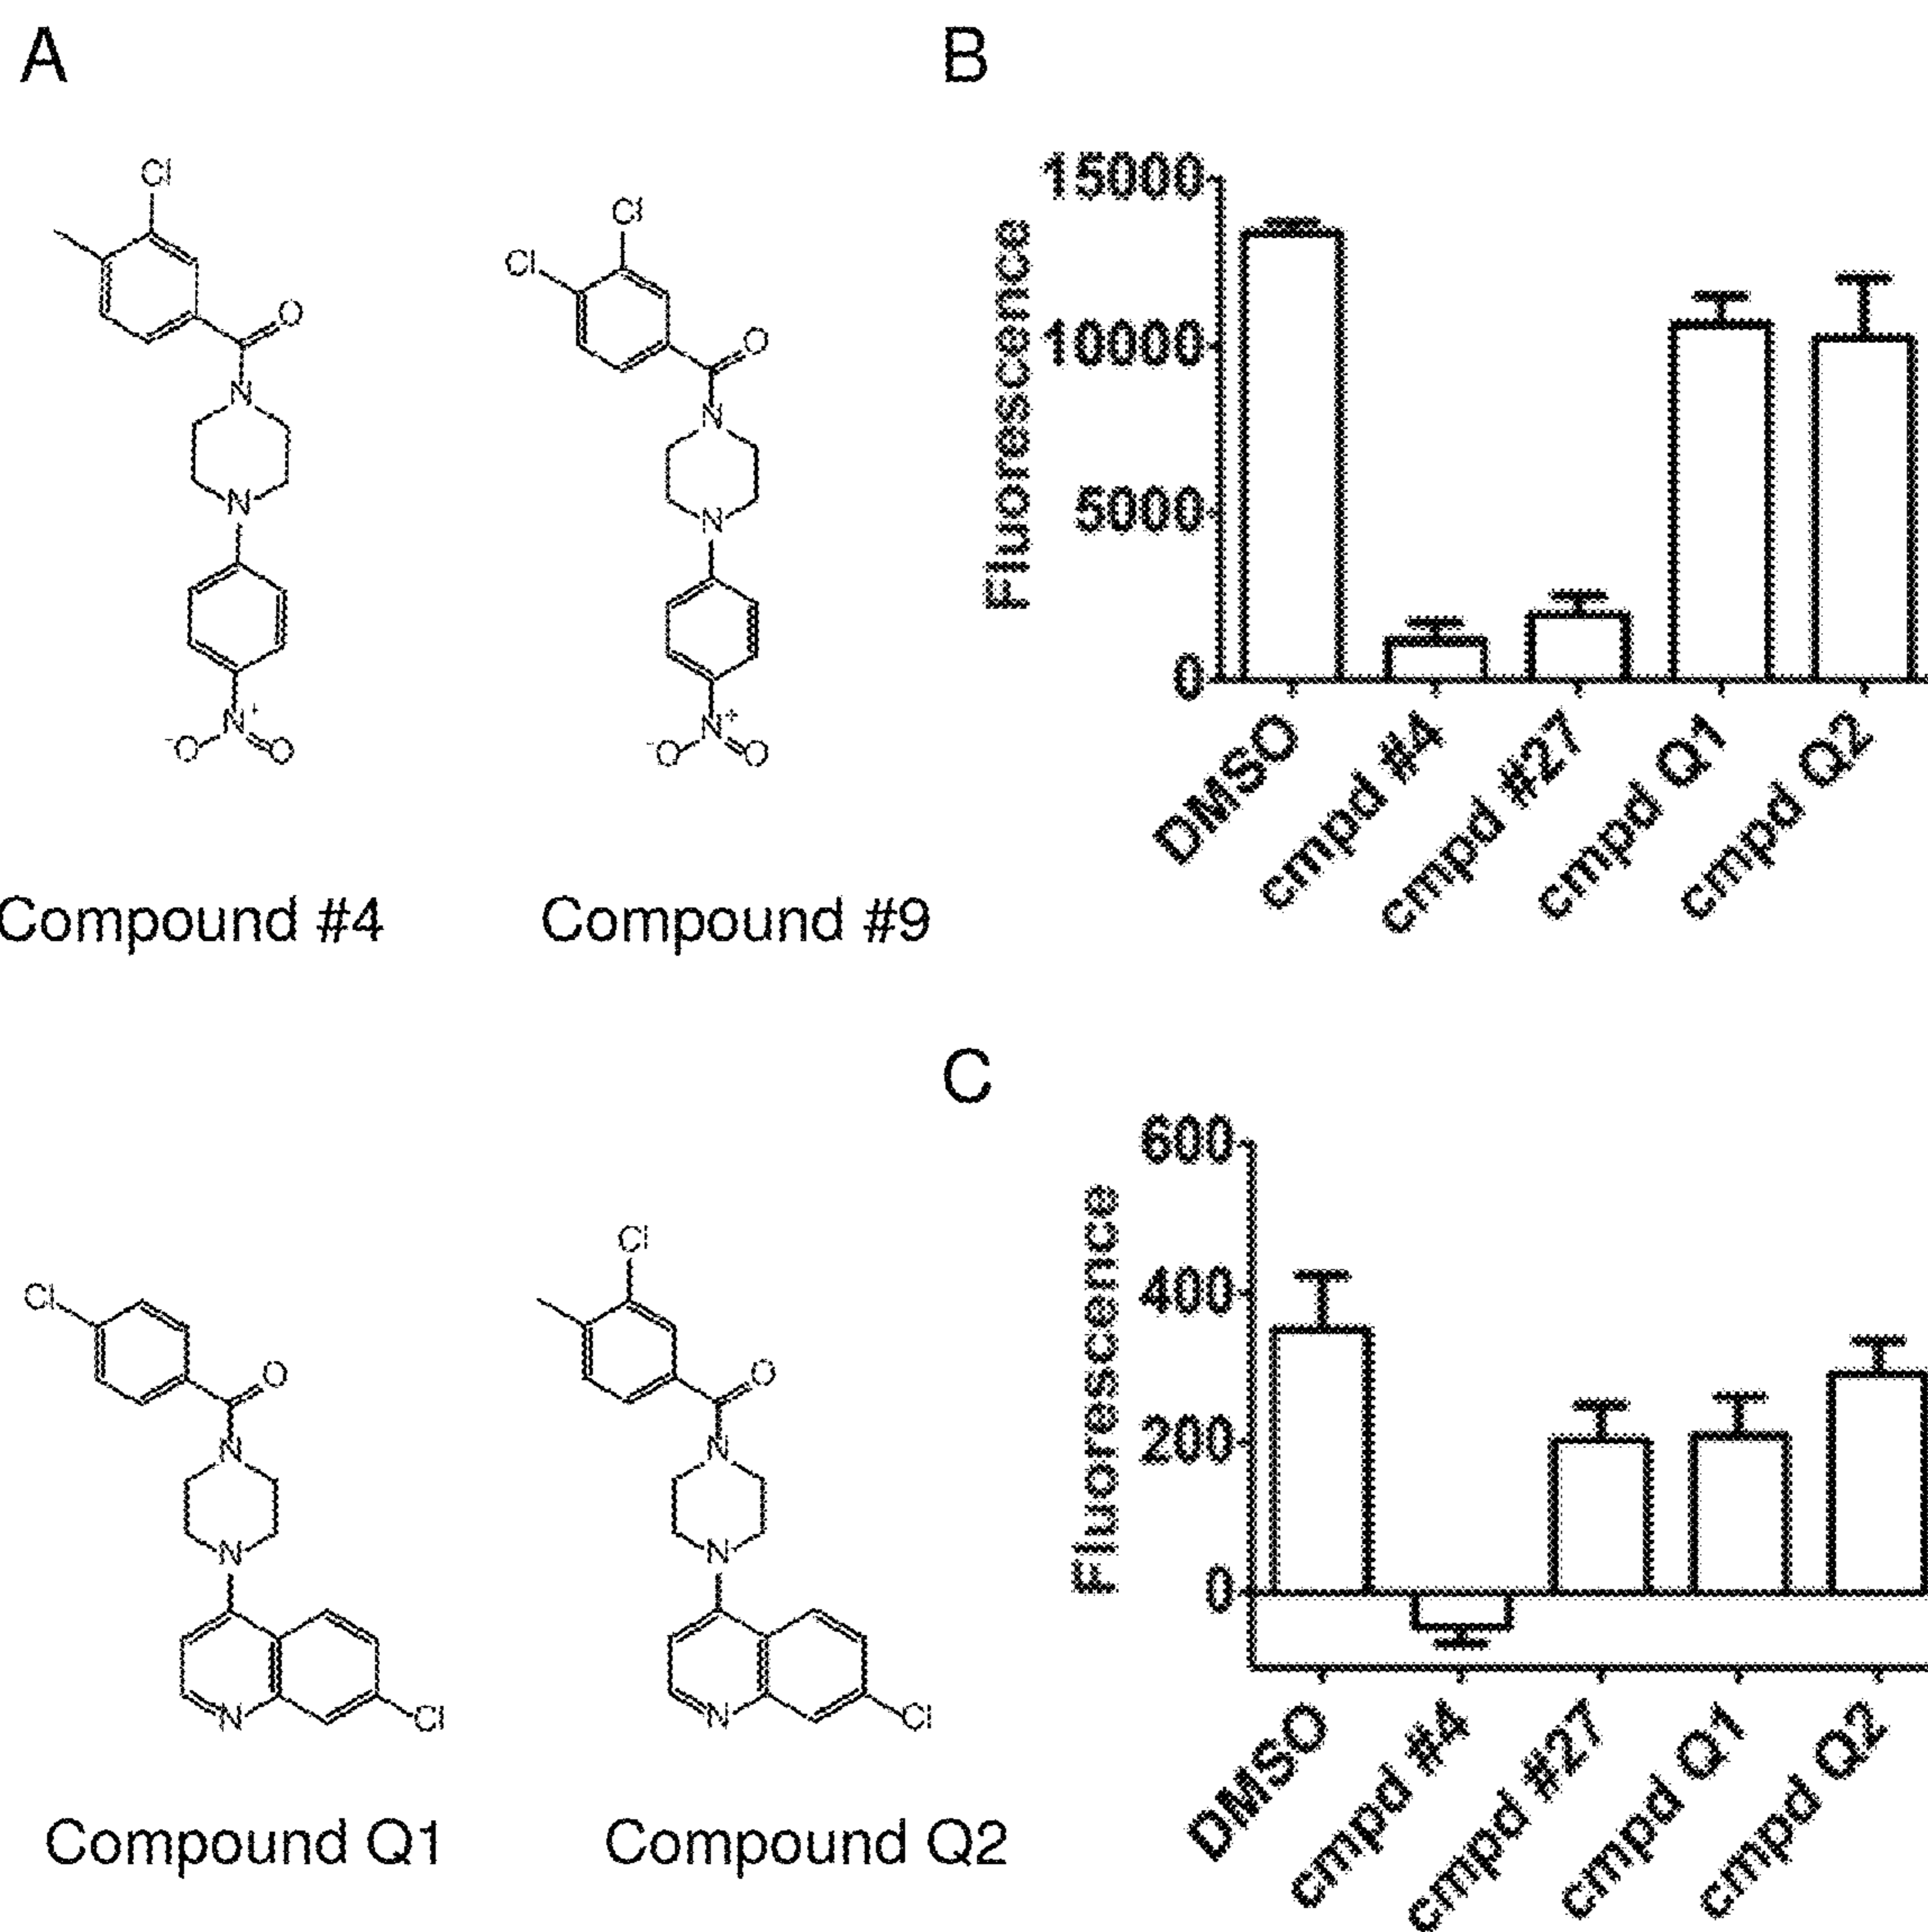 A
Cl
O
N
N
N+
-O
O
Compound #4
Cl
Cl
O
N
N
N+
-O
O
Compound #9
B
15000
10000
5000
0
Fluorescence
DMSO
cmpd #4
cmpd #27
cmpd Q1
cmpd Q2
Cl
O
N
N
N
Cl
Compound Q1
Cl
O
N
N
N
Cl
Compound Q2
C
600
400
200
0
Fluorescence
DMSO
cmpd #4
cmpd #27
cmpd Q1
cmpd Q2